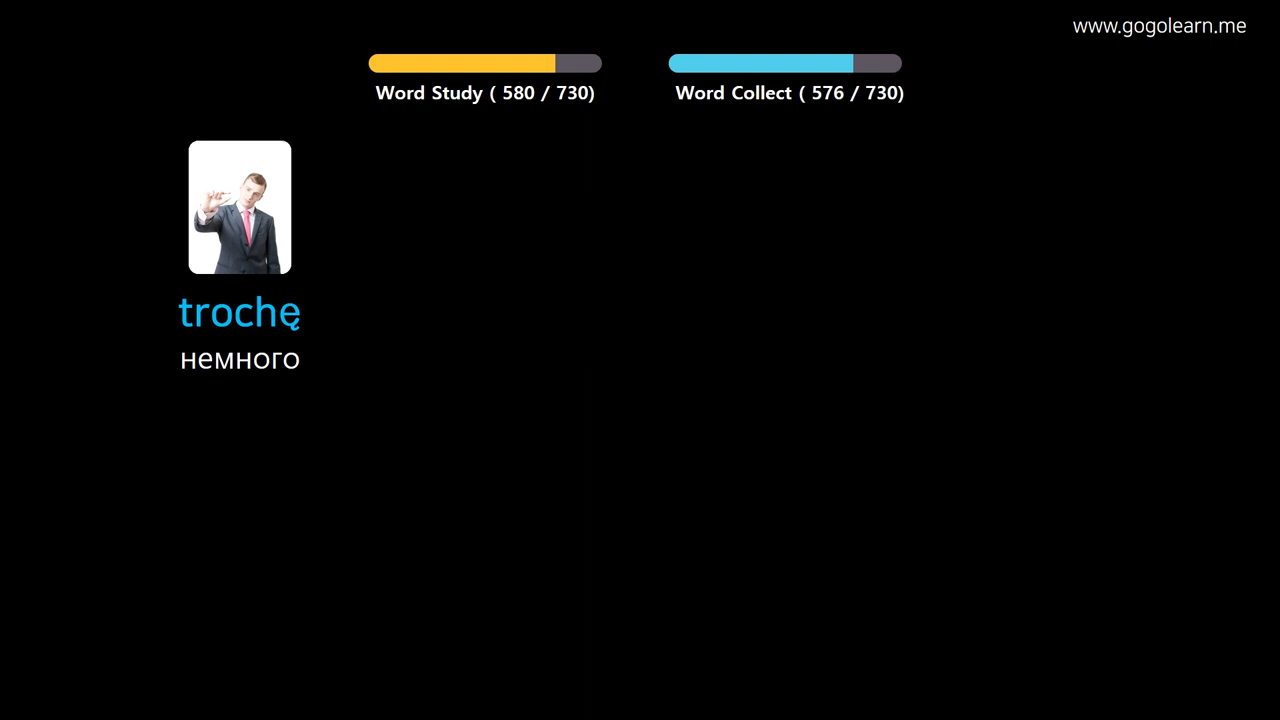 www.gogolearn.me
Word Study ( 580 / 730)
Word Collect ( 576 / 730)
trochę
немного